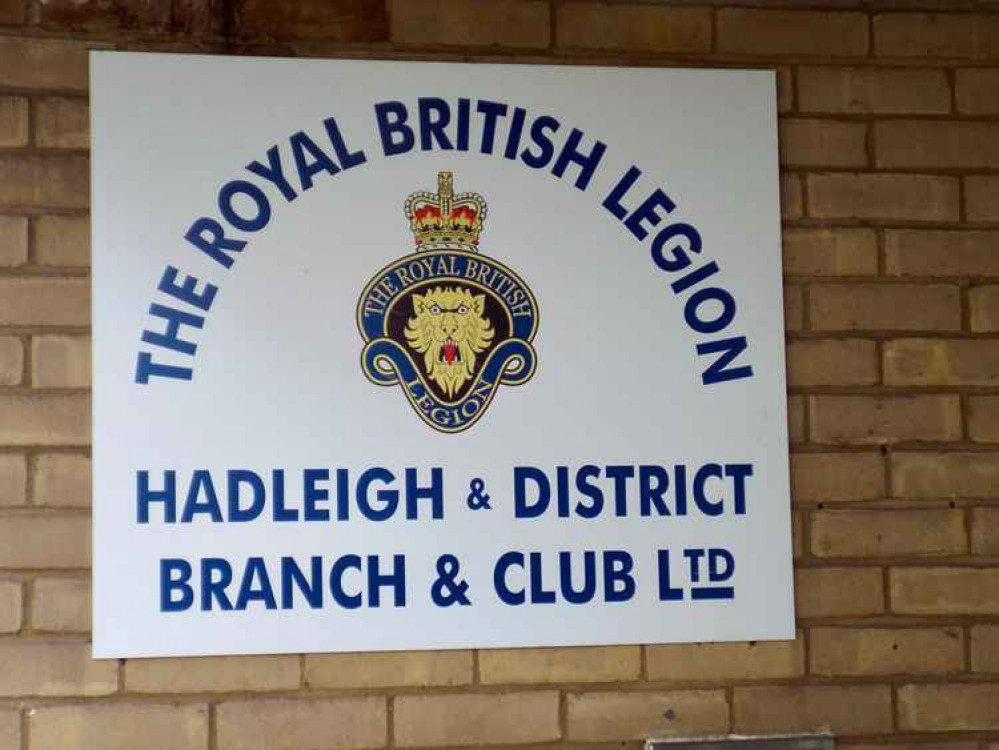 THE ROYAL BRITISH LEGION
THE ROYAL BRITISH
LEGION
HADLEIGH & DISTRICT
BRANCH & CLUB LTD